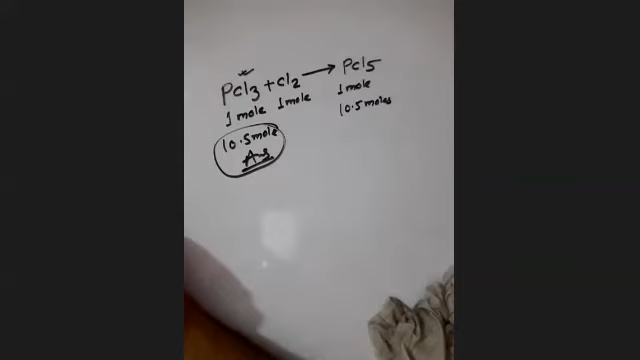 PCl3 + Cl2 → PCl5
1 mole 1 mole 1 mole
10.5 mole 10.5 moles
Ans